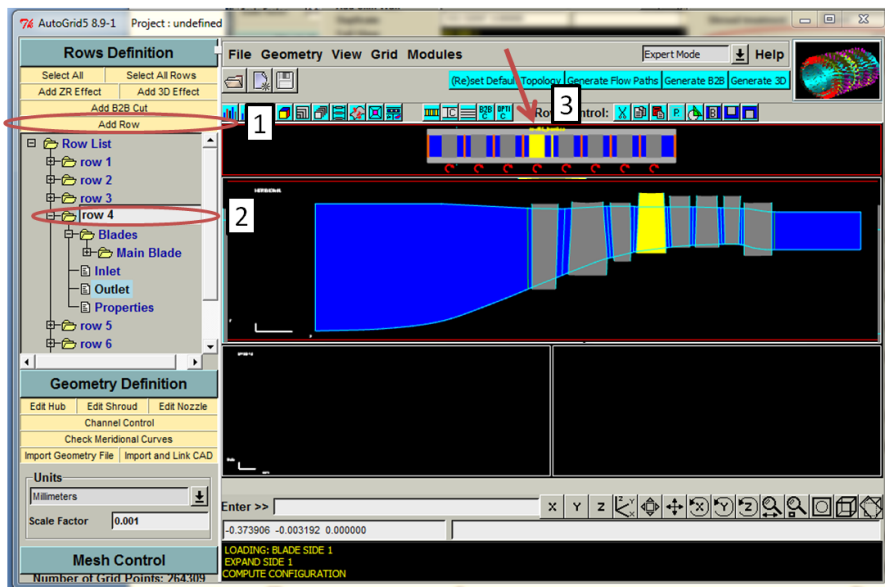 AutoGrid5 8.9-1 Project : undefined
Rows Definition
Select All Select All Rows
Add ZR Effect Add 3D Effect
Add B2B Cut
Add Row
1
Row List
row 1
row 2
row 3
row 4
2
Blades
Main Blade
Inlet
Outlet
Properties
row 5
row 6
Geometry Definition
Edit Hub Edit Shroud Edit Nozzle
Channel Control
Check Meridional Curves
Import Geometry File Import and Link CAD
Units
Millimeters
Scale Factor 0.001
Mesh Control
Number of Grid Points: 264309
File Geometry View Grid Modules Expert Mode Help
(Re)set Default Topology Generate Flow Paths Generate B2B Generate 3D
3
Control:
Enter >> X Y Z
-0.373906 -0.003192 0.000000
LOADING: BLADE SIDE 1
EXPAND SIDE 1
COMPUTE CONFIGURATION